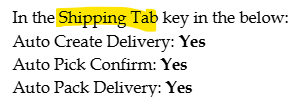 In the Shipping Tab key in the below:
Auto Create Delivery: Yes
Auto Pick Confirm: Yes
Auto Pack Delivery: Yes